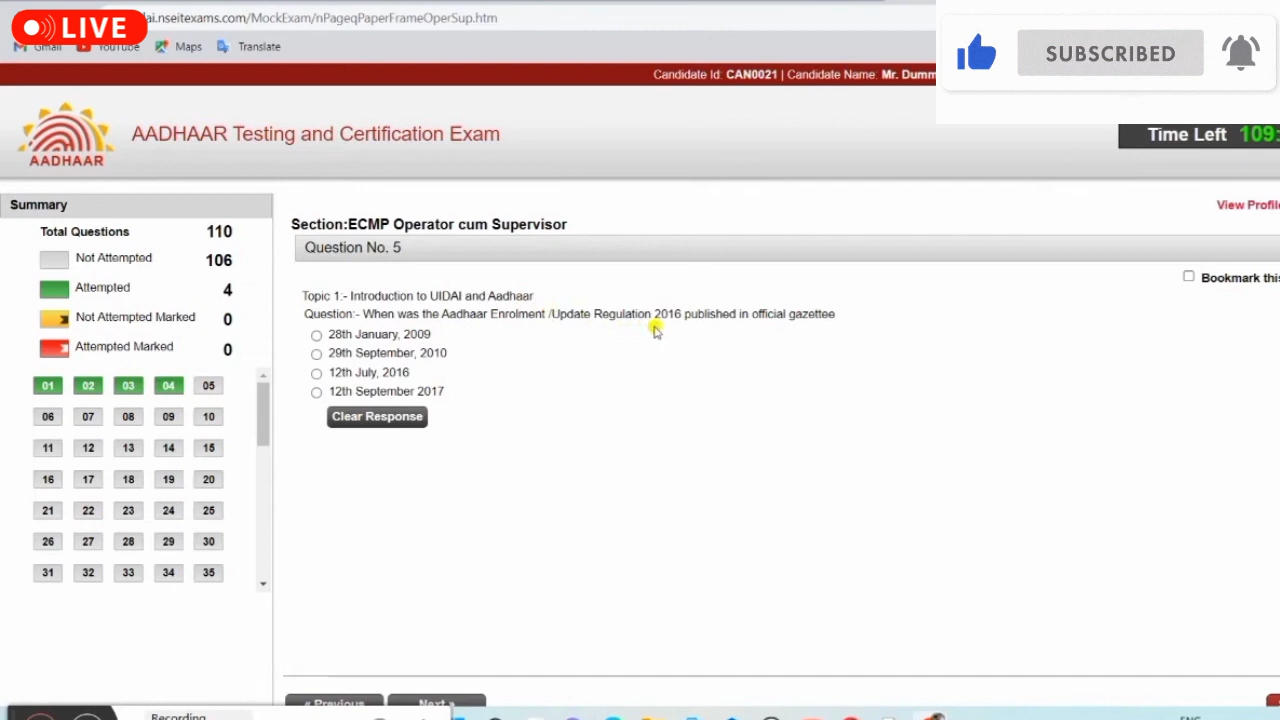 LIVE
ai.nseitexams.com/MockExam/nPageqPaperFrameOperSup.htm
Gmail YouTube Maps Translate
SUBSCRIBED
Candidate Id: CAN0021 | Candidate Name: Mr. Dumm
AADHAAR
AADHAAR Testing and Certification Exam
Time Left 109:
Summary
Total Questions 110
Not Attempted 106
Attempted 4
Not Attempted Marked 0
Attempted Marked 0
01 02 03 04 05
06 07 08 09 10
11 12 13 14 15
16 17 18 19 20
21 22 23 24 25
26 27 28 29 30
31 32 33 34 35
View Profile
Section:ECMP Operator cum Supervisor
Question No. 5
Bookmark this
Topic 1:- Introduction to UIDAI and Aadhaar
Question:- When was the Aadhaar Enrolment /Update Regulation 2016 published in official gazettee
28th January, 2009
29th September, 2010
12th July, 2016
12th September 2017
Clear Response
« Previous Next »
Recording
ENG